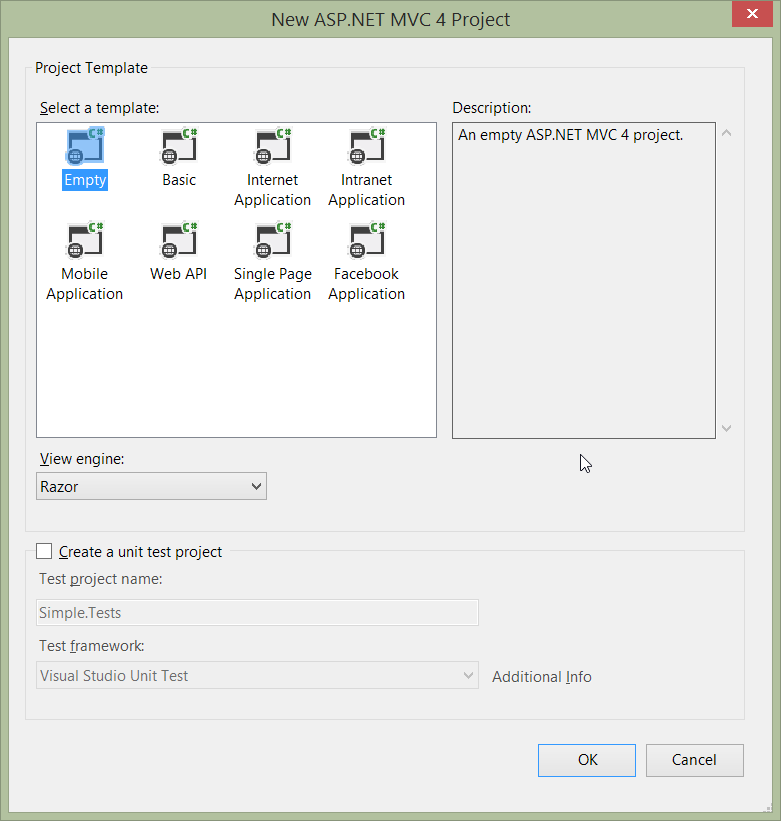 New ASP.NET MVC 4 Project
Project Template
Select a template:
Description:
C# C# C# C#
Empty
Basic
Internet
Application
Intranet
Application
An empty ASP.NET MVC 4 project.
C# C# C# C#
Mobile
Application
Web API
Single Page
Application
Facebook
Application
View engine:
Razor
Create a unit test project
Test project name:
Simple.Tests
Test framework:
Visual Studio Unit Test
Additional Info
OK
Cancel